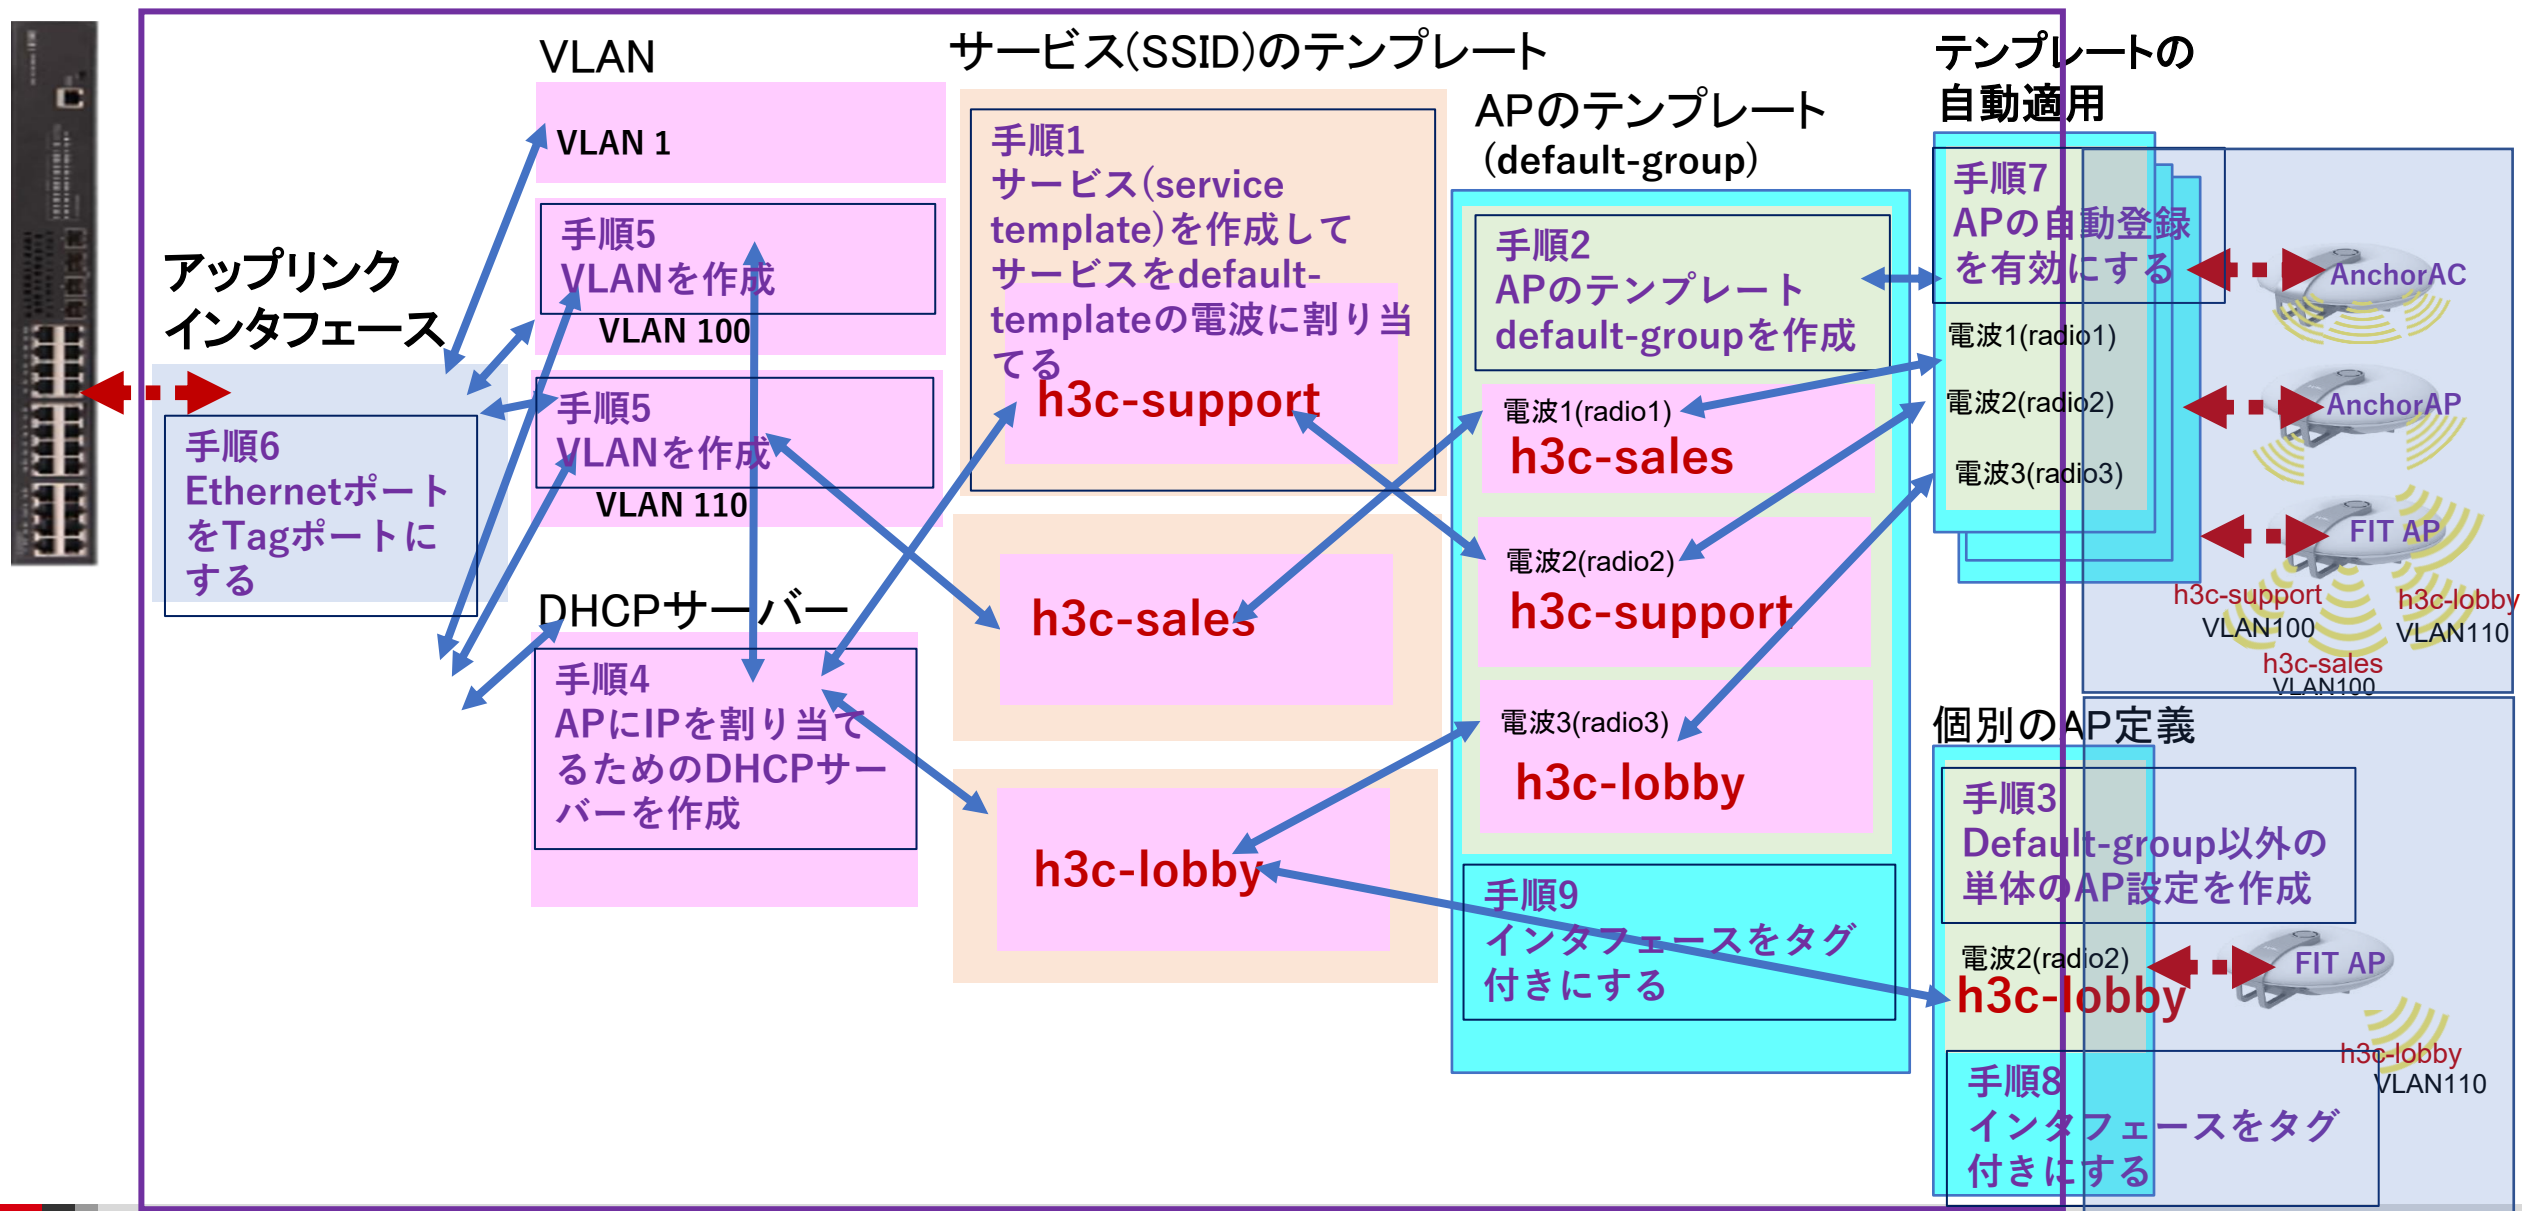 VLAN
VLAN 1
手順5
VLANを作成
VLAN 100
手順5
VLANを作成
VLAN 110
アップリンク
インタフェース
手順6
Ethernetポート
をTagポートに
する
DHCPサーバー
手順4
APにIPを割り当て
るためのDHCPサー
バーを作成
サービス(SSID)のテンプレート
手順1
サービス(service
template)を作成して
サービスをdefault-
templateの電波に割り当
てる
h3c-support
h3c-sales
h3c-lobby
APのテンプレート
(default-group)
手順2
APのテンプレート
default-groupを作成
電波1(radio1)
h3c-sales
電波2(radio2)
h3c-support
電波3(radio3)
h3c-lobby
手順9
インタフェースをタグ
付きにする
テンプレートの
自動適用
手順7
APの自動登録
を有効にする
電波1(radio1)
電波2(radio2)
電波3(radio3)
AnchorAC
AnchorAP
FIT AP
h3c-support
VLAN100
h3c-lobby
VLAN110
h3c-sales
VLAN100
個別のAP定義
手順3
Default-group以外の
単体のAP設定を作成
電波2(radio2)
h3c-lobby
FIT AP
h3c-lobby
VLAN110
手順8
インタフェースをタグ
付きにする